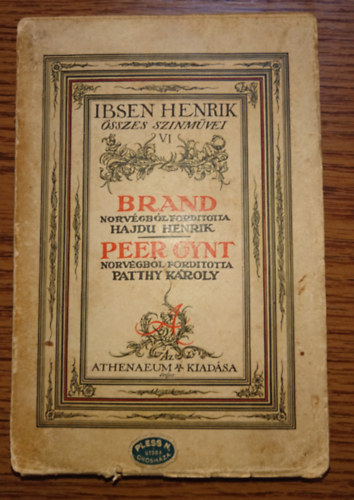 IBSEN HENRIK
ÖSSZES SZINMŰVEI
VI
BRAND
NORVÉGBŐL FORDITOTTA
HAJDU HENRIK
PEER GYNT
NORVÉGBŐL FORDITOTTA
PATTHY KÁROLY
A
AZ
ATHENAEUM KIADÁSA
PLESS N.